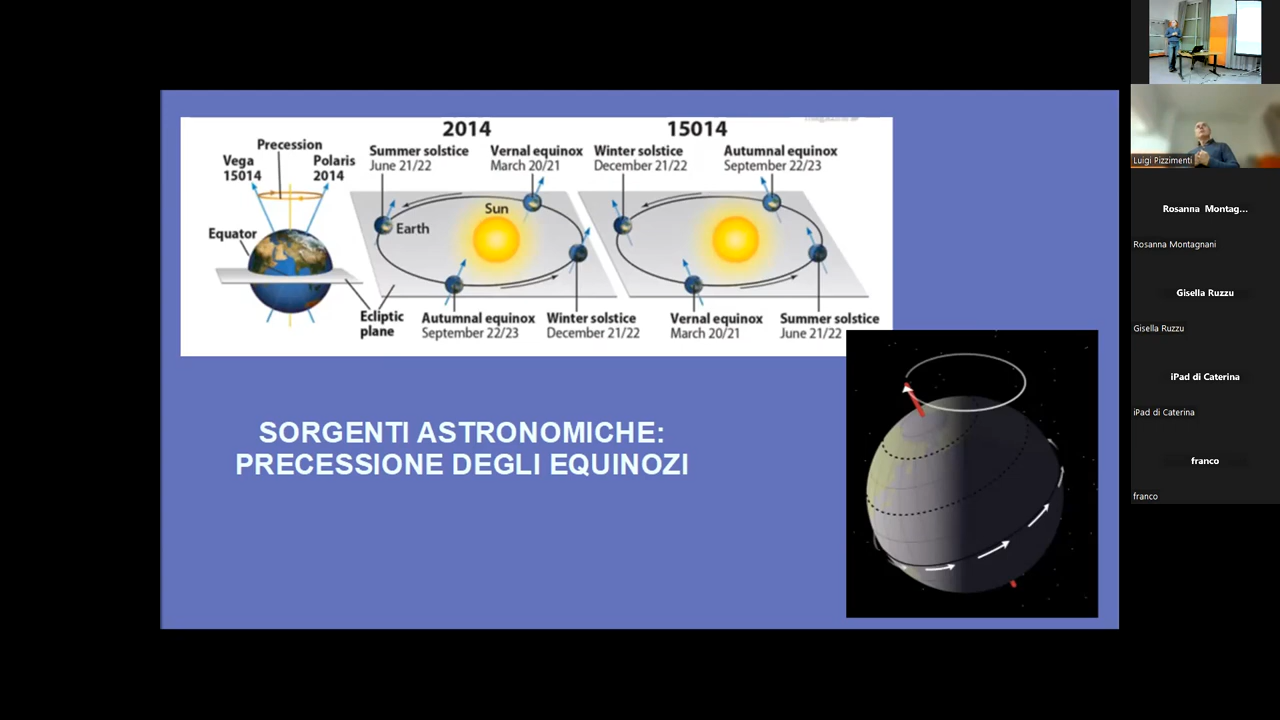 2014
15014
Precession
Vega
15014
Polaris
2014
Equator
Summer solstice
June 21/22
Vernal equinox
March 20/21
Winter solstice
December 21/22
Autumnal equinox
September 22/23
Sun
Earth
Ecliptic
plane
Autumnal equinox
September 22/23
Winter solstice
December 21/22
Vernal equinox
March 20/21
Summer solstice
June 21/22
SORGENTI ASTRONOMICHE:
PRECESSIONE DEGLI EQUINOZI
Luigi Pizzimenti
Rosanna Montag...
Rosanna Montagnani
Gisella Ruzzu
Gisella Ruzzu
iPad di Caterina
iPad di Caterina
franco
franco